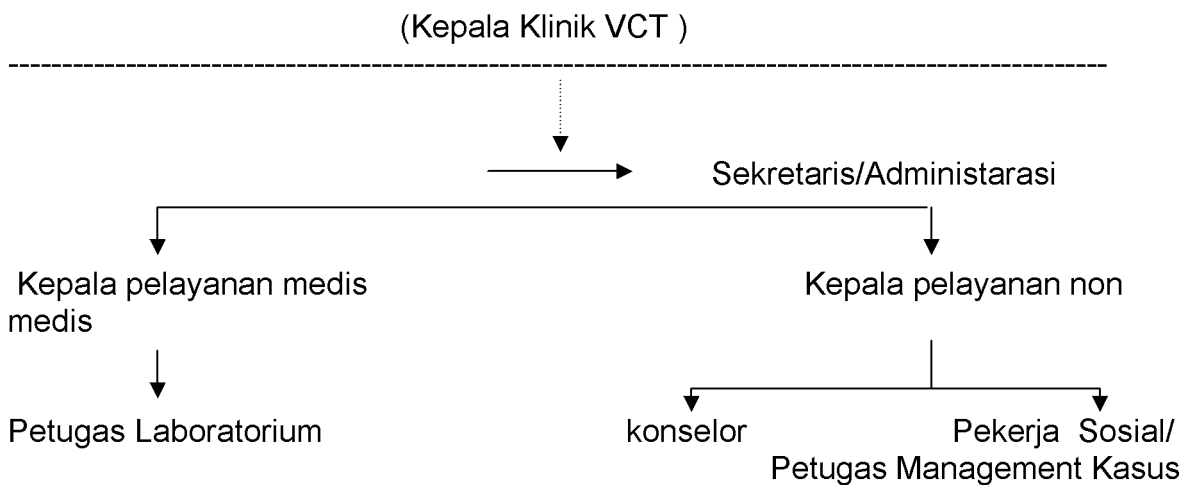 (Kepala Klinik VCT )
Sekretaris/Administarasi
Kepala pelayanan medis Kepala pelayanan non
medis
Petugas Laboratorium konselor Pekerja Sosial/
Petugas Management Kasus